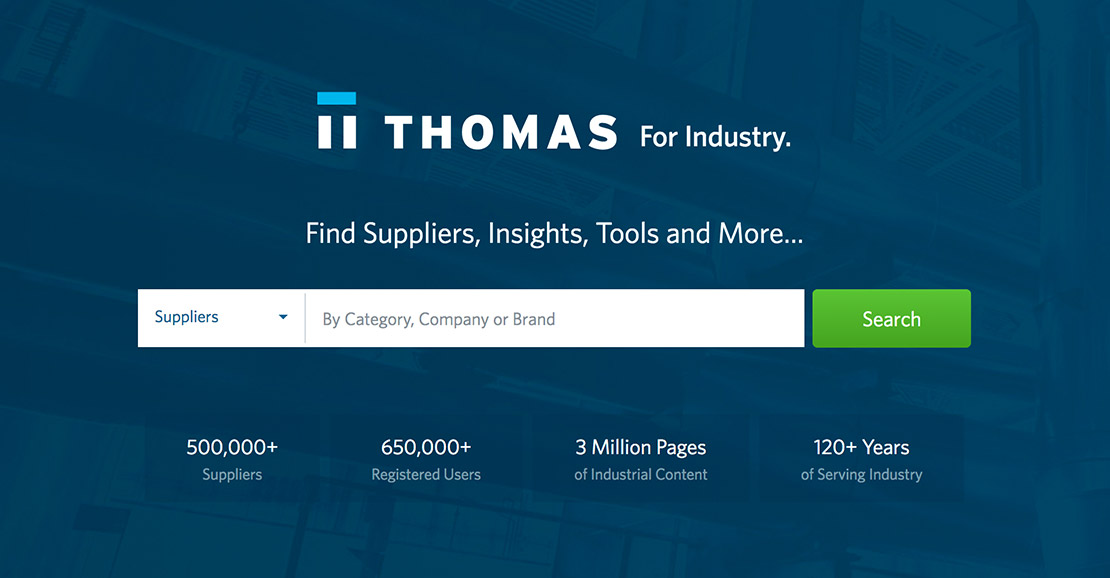 THOMAS For Industry.
Find Suppliers, Insights, Tools and More...
Suppliers By Category, Company or Brand Search
500,000+ 650,000+ 3 Million Pages 120+ Years
Suppliers Registered Users of Industrial Content of Serving Industry